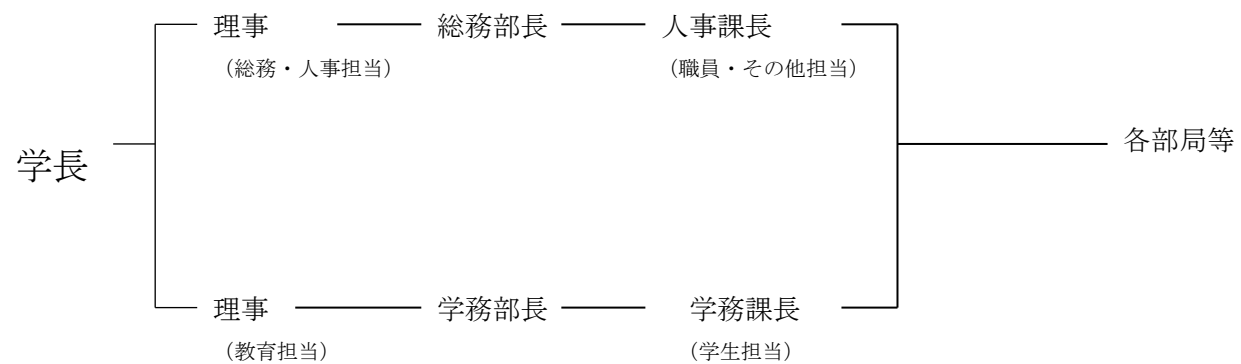 理事 総務部長 人事課長
（総務・人事担当） （職員・その他担当）
各部局等
学長
理事 学務部長 学務課長
（教育担当） （学生担当）